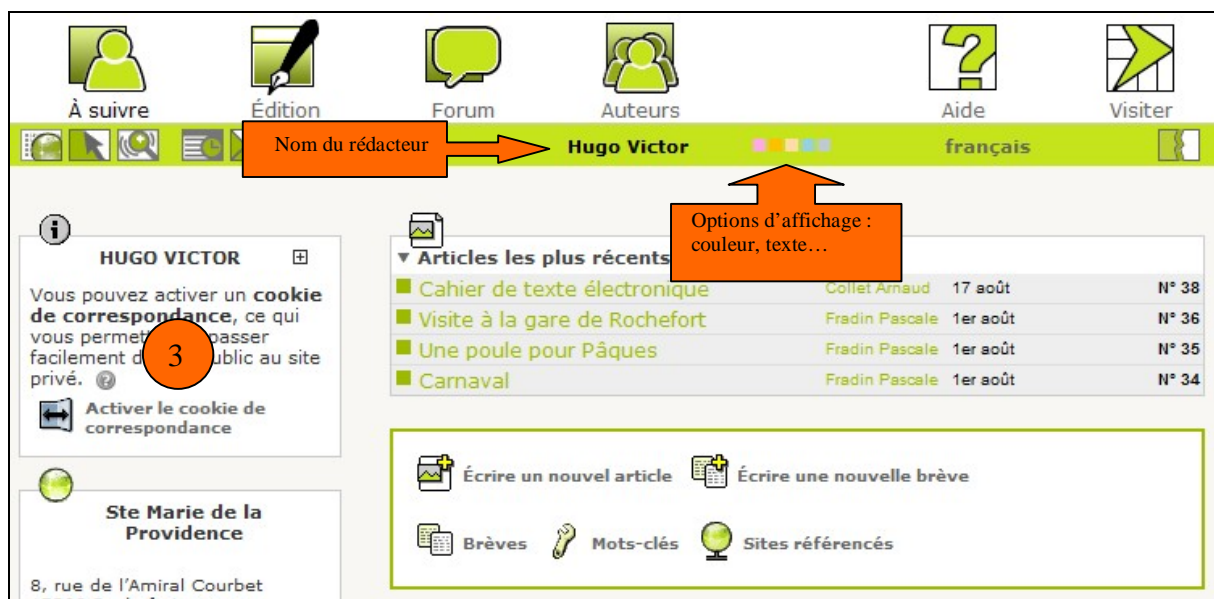 À suivre Édition Forum Auteurs Aide Visiter
Nom du rédacteur
Hugo Victor
français
Options d’affichage :
couleur, texte…
HUGO VICTOR
Vous pouvez activer un cookie
de correspondance, ce qui
vous permet passer
facilement d ublic au site
privé.
3
Activer le cookie de
correspondance
Ste Marie de la
Providence
8, rue de l’Amiral Courbet
Articles les plus récents
Cahier de texte électronique Collet Arnaud 17 août N° 38
Visite à la gare de Rochefort Fradin Pascale 1er août N° 36
Une poule pour Pâques Fradin Pascale 1er août N° 35
Carnaval Fradin Pascale 1er août N° 34
Écrire un nouvel article Écrire une nouvelle brève
Brèves Mots-clés Sites référencés